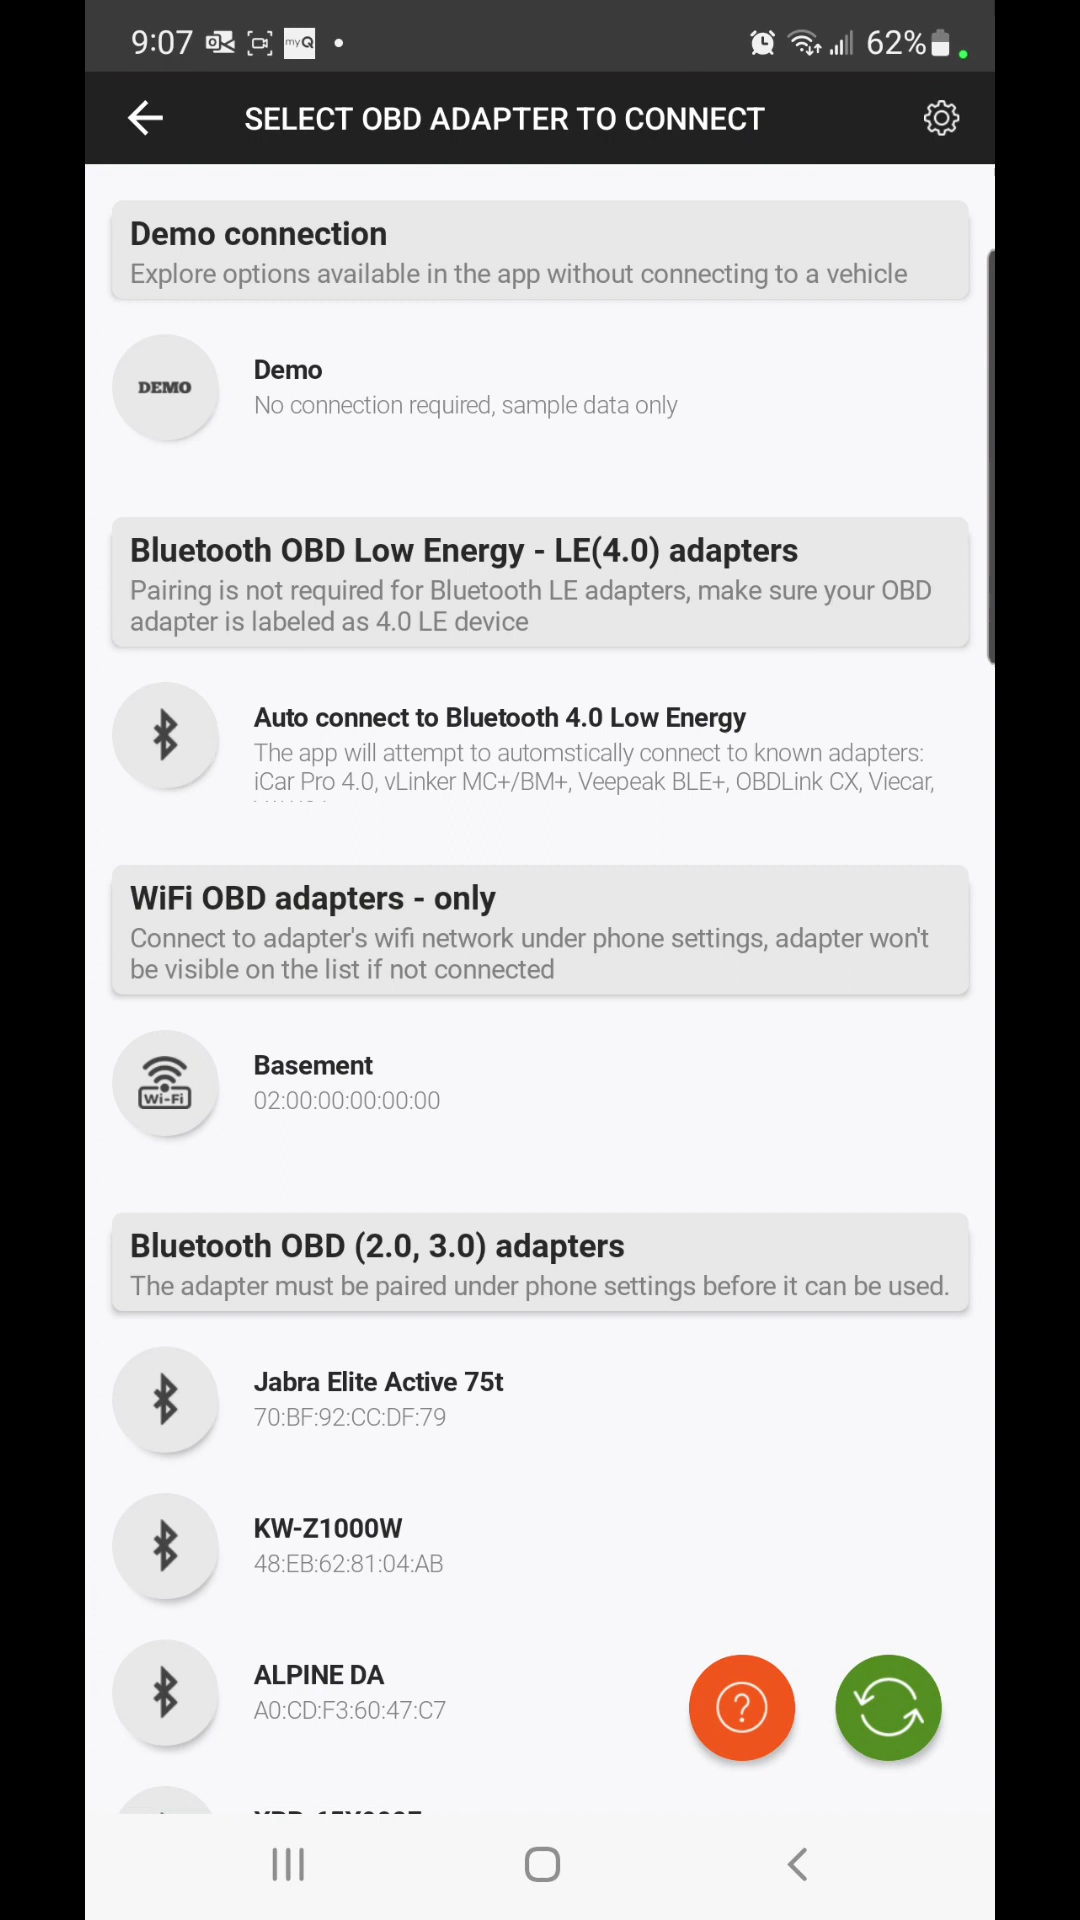 9:07
myQ
62%
SELECT OBD ADAPTER TO CONNECT
Demo connection
Explore options available in the app without connecting to a vehicle
DEMO
Demo
No connection required, sample data only
Bluetooth OBD Low Energy - LE(4.0) adapters
Pairing is not required for Bluetooth LE adapters, make sure your OBD
adapter is labeled as 4.0 LE device
Auto connect to Bluetooth 4.0 Low Energy
The app will attempt to automstically connect to known adapters:
iCar Pro 4.0, vLinker MC+/BM+, Veepeak BLE+, OBDLink CX, Viecar,
WiFi OBD adapters - only
Connect to adapter's wifi network under phone settings, adapter won't
be visible on the list if not connected
Wi-Fi
Basement
02:00:00:00:00:00
Bluetooth OBD (2.0, 3.0) adapters
The adapter must be paired under phone settings before it can be used.
Jabra Elite Active 75t
70:BF:92:CC:DF:79
KW-Z1000W
48:EB:62:81:04:AB
ALPINE DA
A0:CD:F3:60:47:C7
?